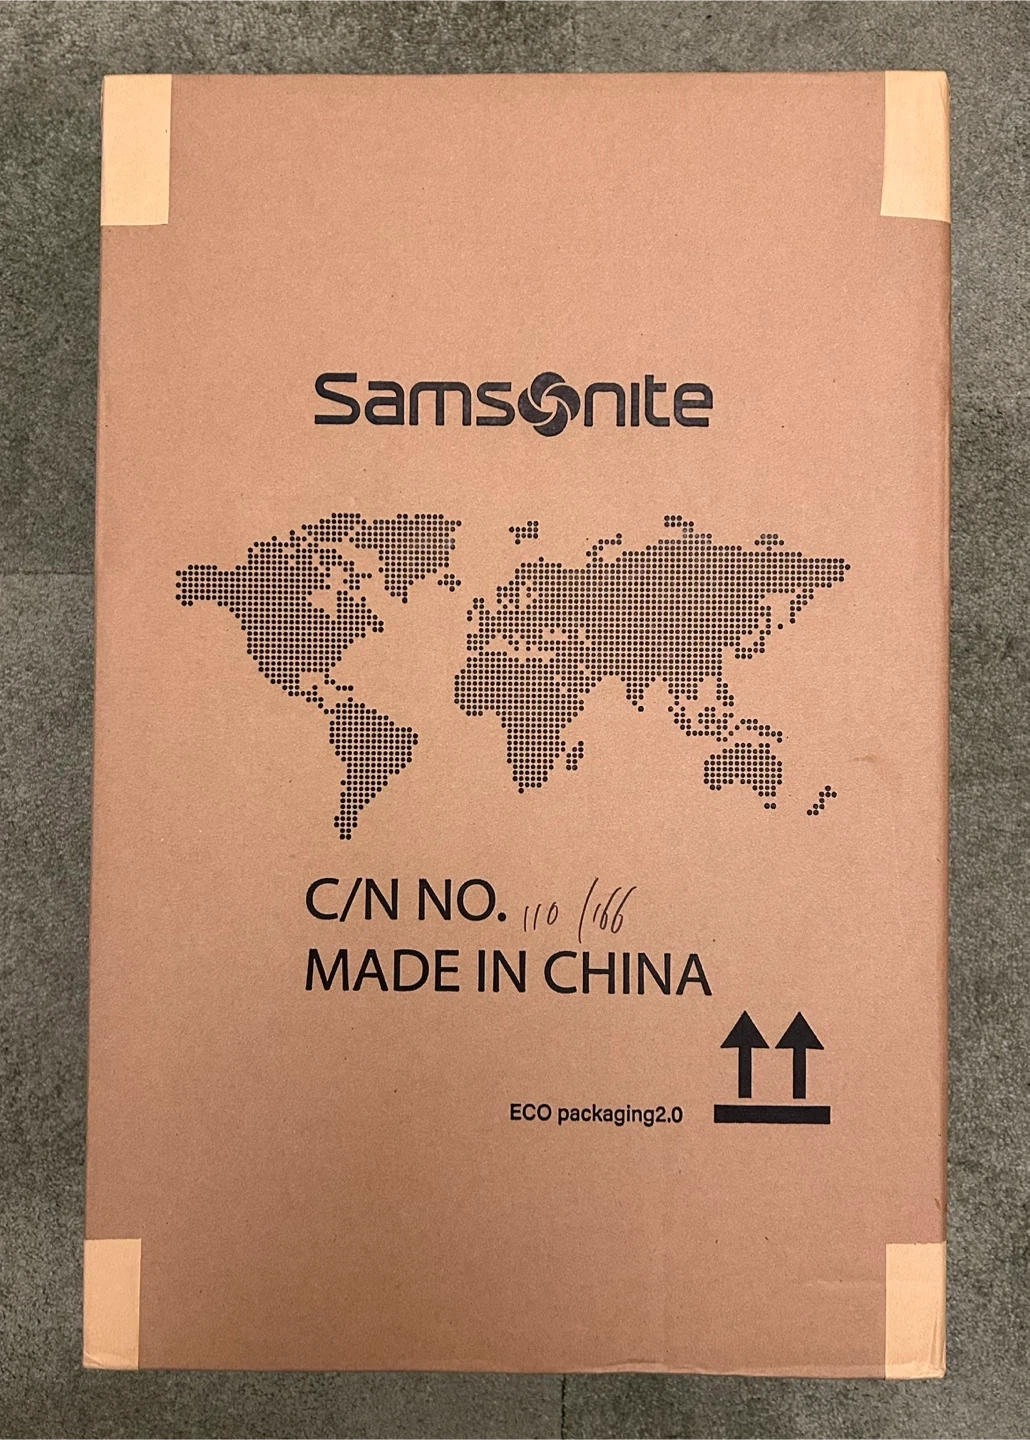 Samsonite
C/N NO. 110 /166
MADE IN CHINA
ECO packaging2.0